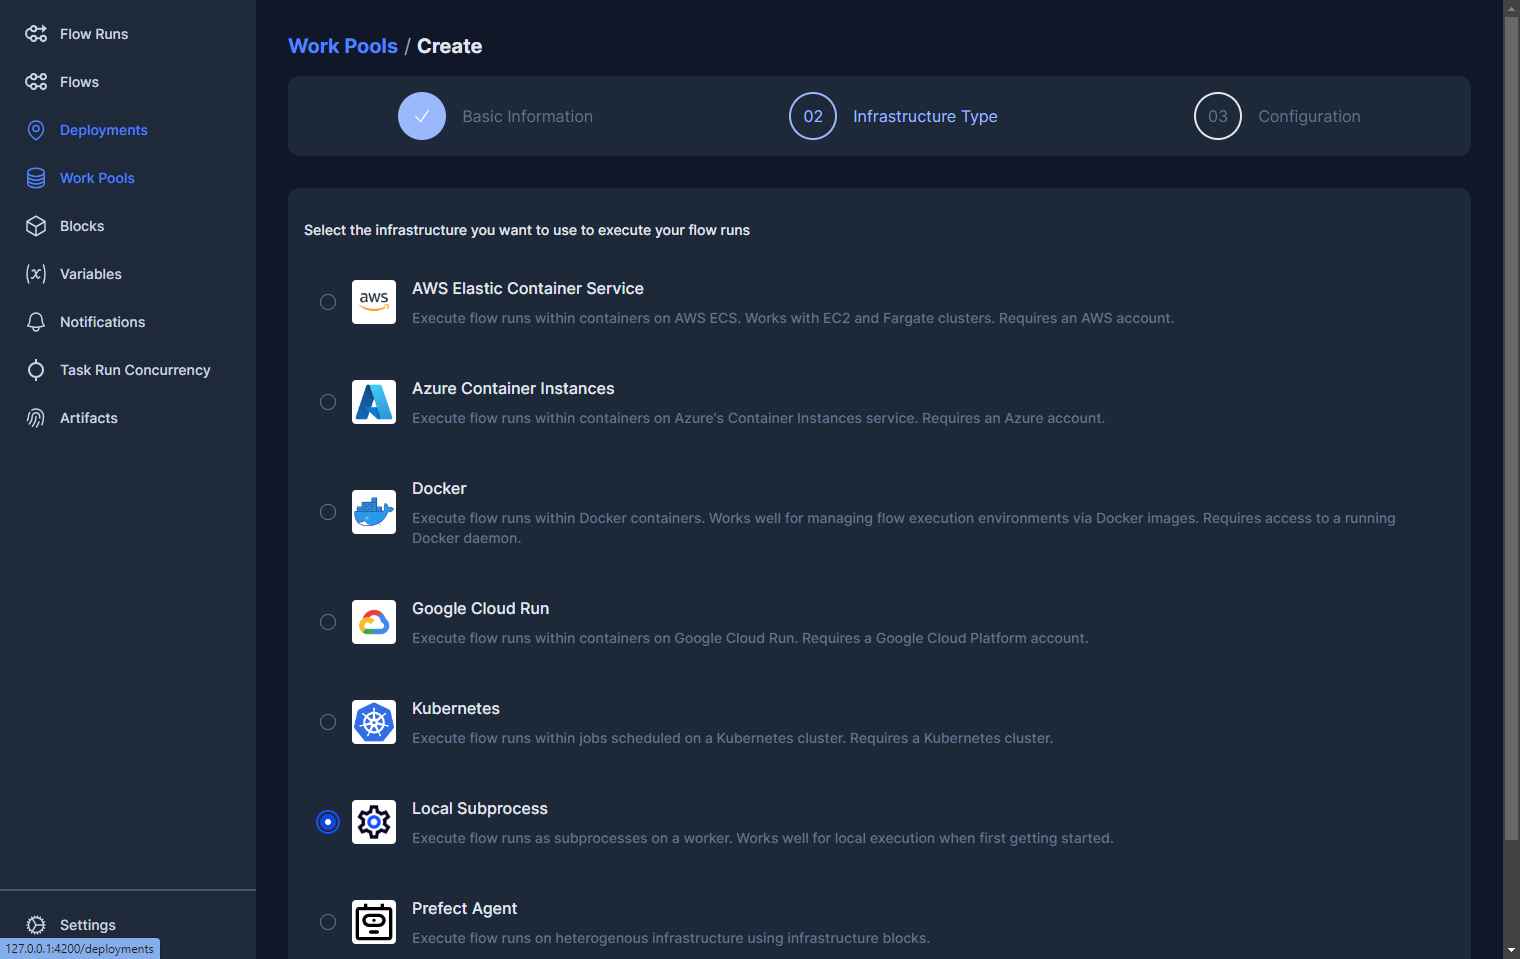 Flow Runs
Flows
Deployments
Work Pools
Blocks
Variables
Notifications
Task Run Concurrency
Artifacts
Settings
127.0.0.1:4200/deployments
Work Pools / Create
Basic Information
02 Infrastructure Type
03 Configuration
Select the infrastructure you want to use to execute your flow runs
aws
AWS Elastic Container Service
Execute flow runs within containers on AWS ECS. Works with EC2 and Fargate clusters. Requires an AWS account.
Azure Container Instances
Execute flow runs within containers on Azure's Container Instances service. Requires an Azure account.
Docker
Execute flow runs within Docker containers. Works well for managing flow execution environments via Docker images. Requires access to a running
Docker daemon.
Google Cloud Run
Execute flow runs within containers on Google Cloud Run. Requires a Google Cloud Platform account.
Kubernetes
Execute flow runs within jobs scheduled on a Kubernetes cluster. Requires a Kubernetes cluster.
Local Subprocess
Execute flow runs as subprocesses on a worker. Works well for local execution when first getting started.
Prefect Agent
Execute flow runs on heterogenous infrastructure using infrastructure blocks.